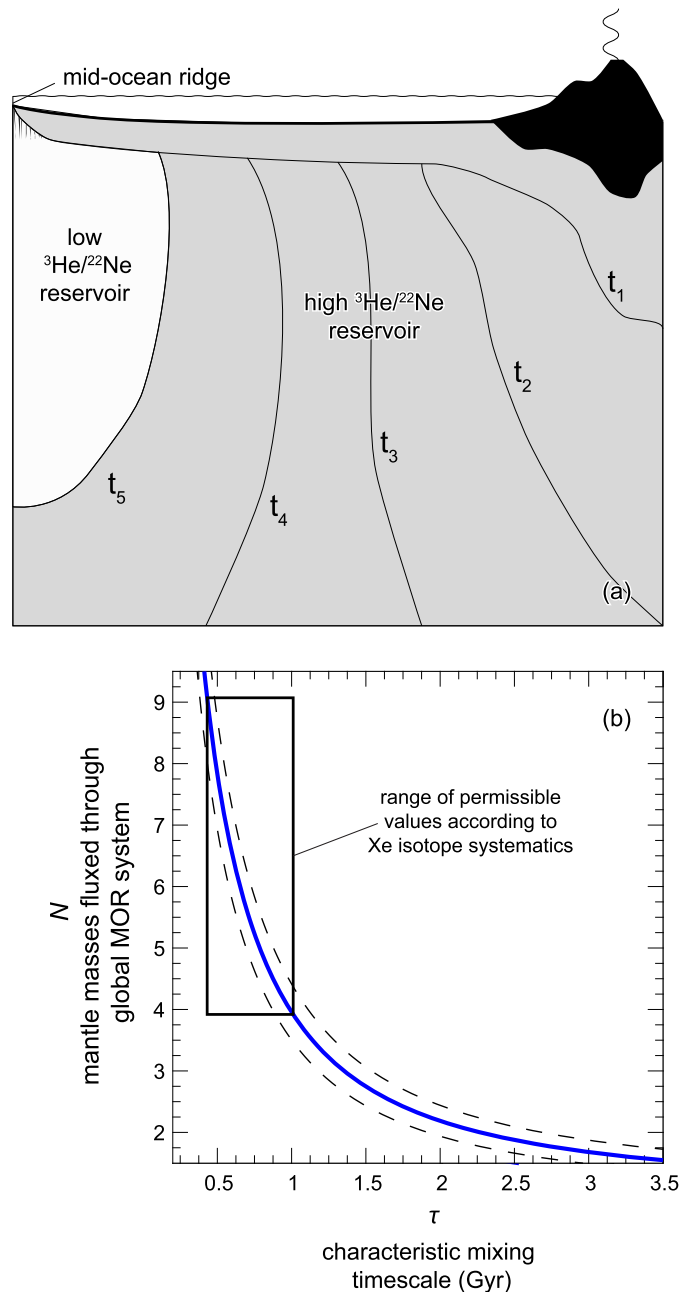 mid-ocean ridge
low
³He/²²Ne
reservoir
high ³He/²²Ne
reservoir
t₁
t₂
t₃
t₄
t₅
(a)
(b)
9
8
7
6
5
4
3
2
N
mantle masses fluxed through
global MOR system
range of permissible
values according to
Xe isotope systematics
0.5
1
1.5
2
2.5
3
3.5
τ
characteristic mixing
timescale (Gyr)